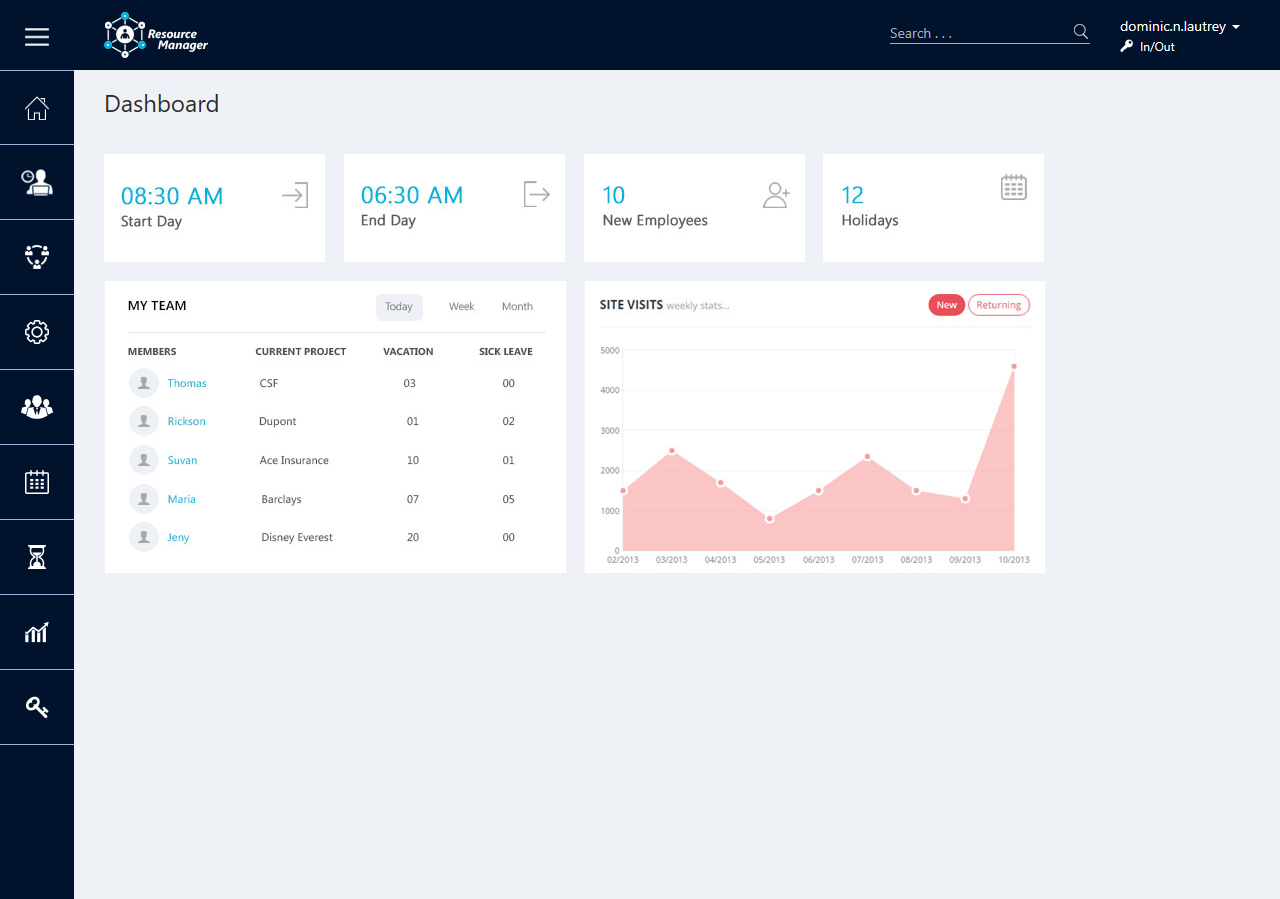 Resource
Manager
Search . . .
dominic.n.lautrey
In/Out
Dashboard
08:30 AM
Start Day
06:30 AM
End Day
10
New Employees
12
Holidays
MY TEAM
Today Week Month
MEMBERS CURRENT PROJECT VACATION SICK LEAVE
Thomas CSF 03 00
Rickson Dupont 01 02
Suvan Ace Insurance 10 01
Maria Barclays 07 05
Jeny Disney Everest 20 00
SITE VISITS weekly stats...
New Returning
5000
4000
3000
2000
1000
0
02/2013 03/2013 04/2013 05/2013 06/2013 07/2013 08/2013 09/2013 10/2013